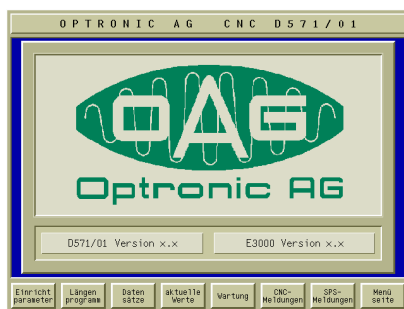 OPTRONIC AG CNC D571/01
OAG
Optronic AG
D571/01 Version x.x
E3000 Version x.x
Einricht parameter
Längen programm
Daten sätze
aktuelle Werte
Wartung
CNC- Meldungen
SPS- Meldungen
Menü seite